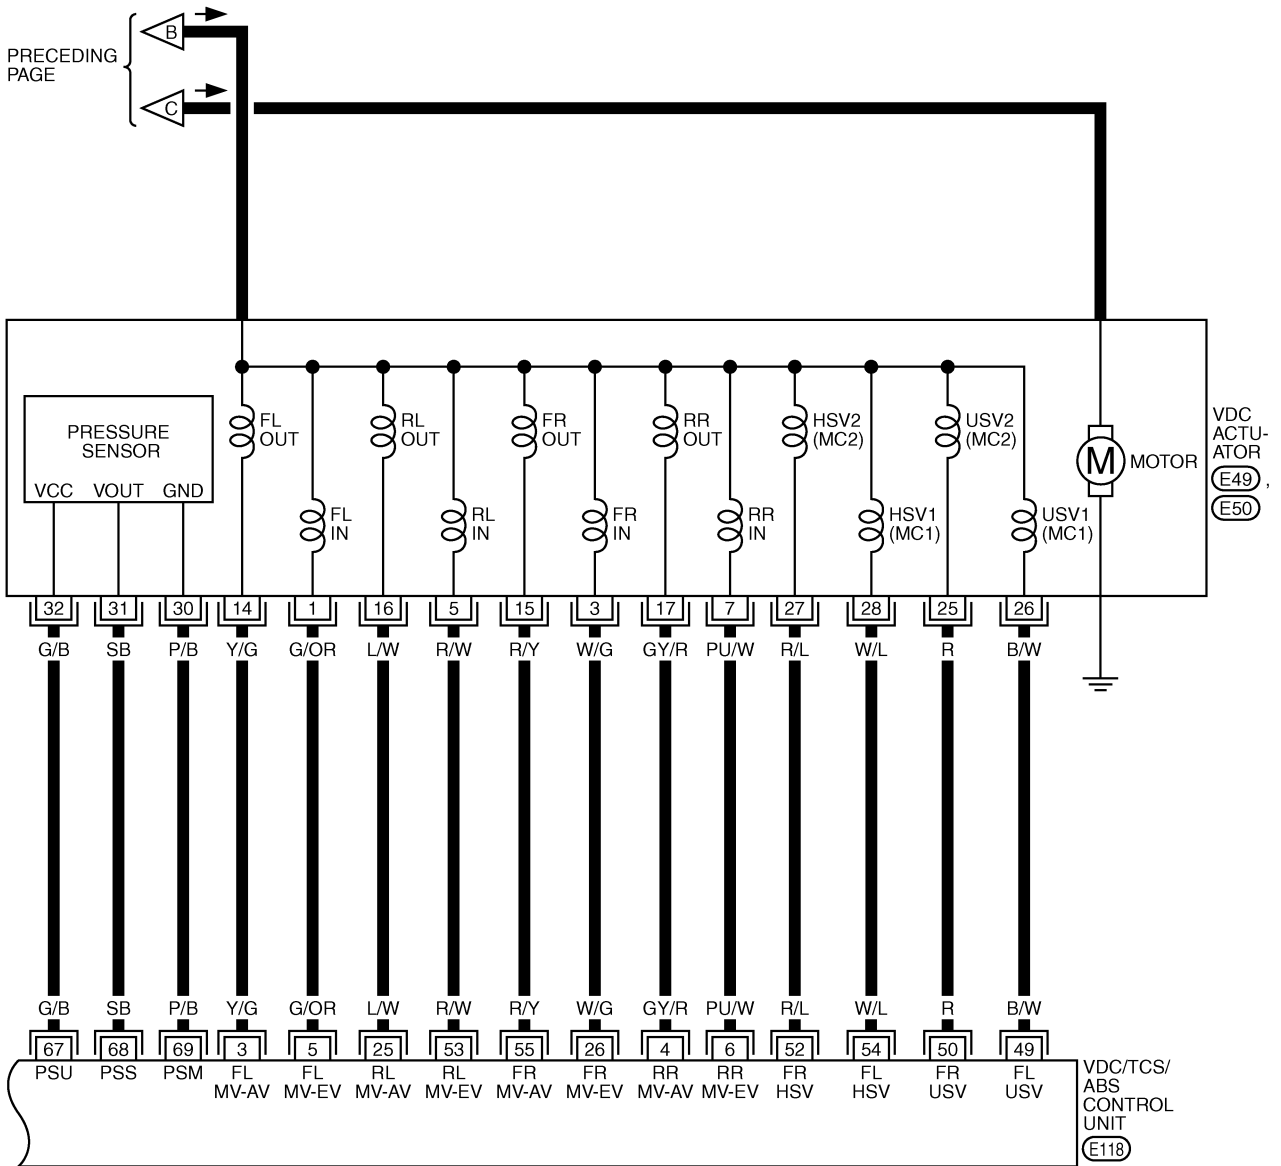 B
PRECEDING
PAGE
C
PRESSURE
SENSOR
VCC VOUT GND
FL
OUT
RL
OUT
FR
OUT
RR
OUT
HSV2
(MC2)
USV2
(MC2)
FL
IN
RL
IN
FR
IN
RR
IN
HSV1
(MC1)
USV1
(MC1)
M MOTOR
VDC
ACTU-
ATOR
E49 ,
E50
32 31 30 14 1 16 5 15 3 17 7 27 28 25 26
G/B SB P/B Y/G G/OR L/W R/W R/Y W/G GY/R PU/W R/L W/L R B/W
G/B SB P/B Y/G G/OR L/W R/W R/Y W/G GY/R PU/W R/L W/L R B/W
67 68 69 3 5 25 53 55 26 4 6 52 54 50 49
PSU PSS PSM FL FL RL RL FR FR RR RR FR FL FR FL
MV-AV MV-EV MV-AV MV-EV MV-AV MV-EV MV-AV MV-EV HSV HSV USV USV
VDC/TCS/
ABS
CONTROL
UNIT
E118